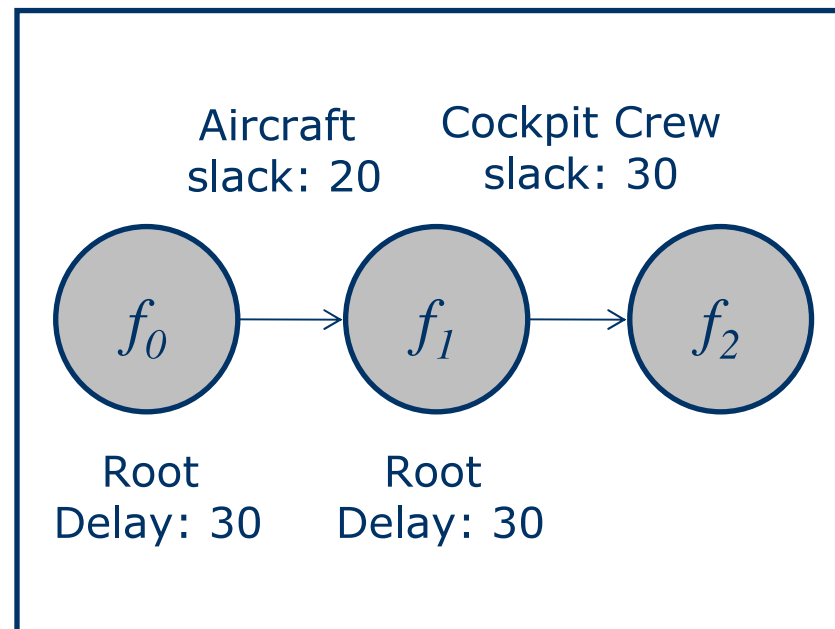 Aircraft
slack: 20
Cockpit Crew
slack: 30
f0
f1
f2
Root
Delay: 30
Root
Delay: 30